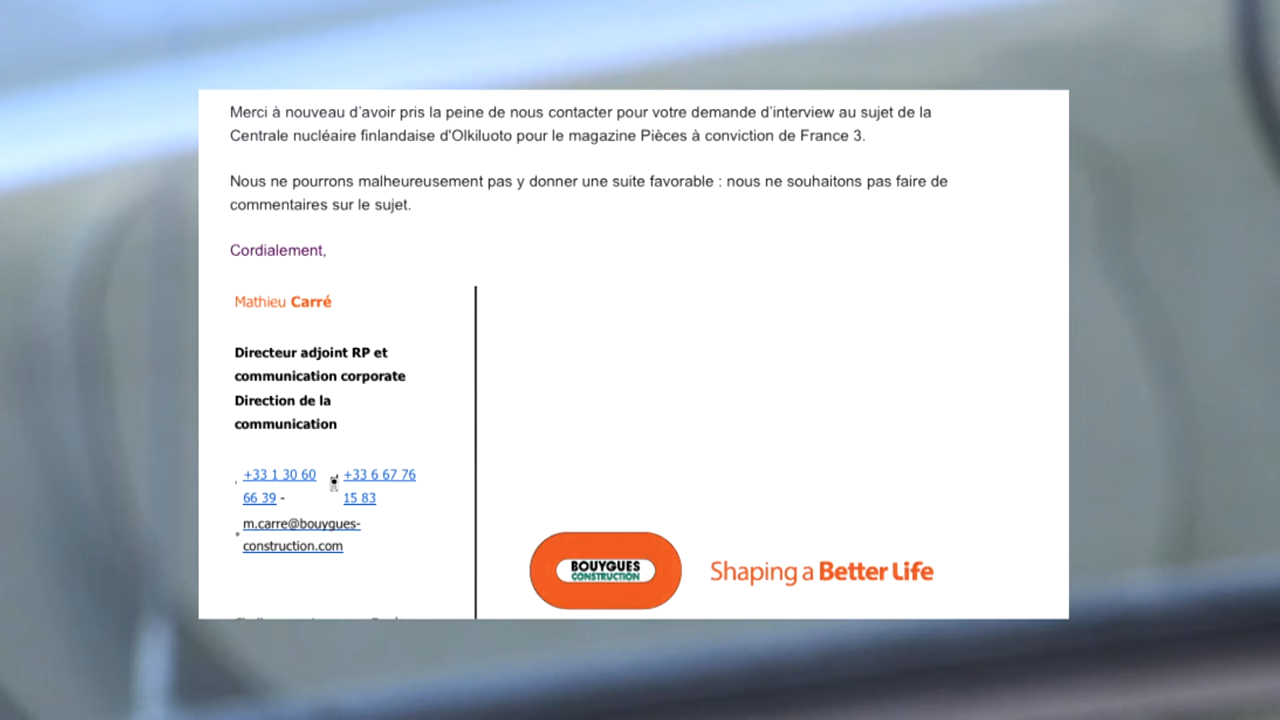 Merci à nouveau d'avoir pris la peine de nous contacter pour votre demande d'interview au sujet de la
Centrale nucléaire finlandaise d'Olkiluoto pour le magazine Pièces à conviction de France 3.
Nous ne pourrons malheureusement pas y donner une suite favorable : nous ne souhaitons pas faire de
commentaires sur le sujet.
Cordialement,
Mathieu Carré
Directeur adjoint RP et
communication corporate
Direction de la
communication
+33 1 30 60
66 39 -
+33 6 67 76
15 83
m.carre@bouygues-
construction.com
BOUYGUES
CONSTRUCTION
Shaping a Better Life